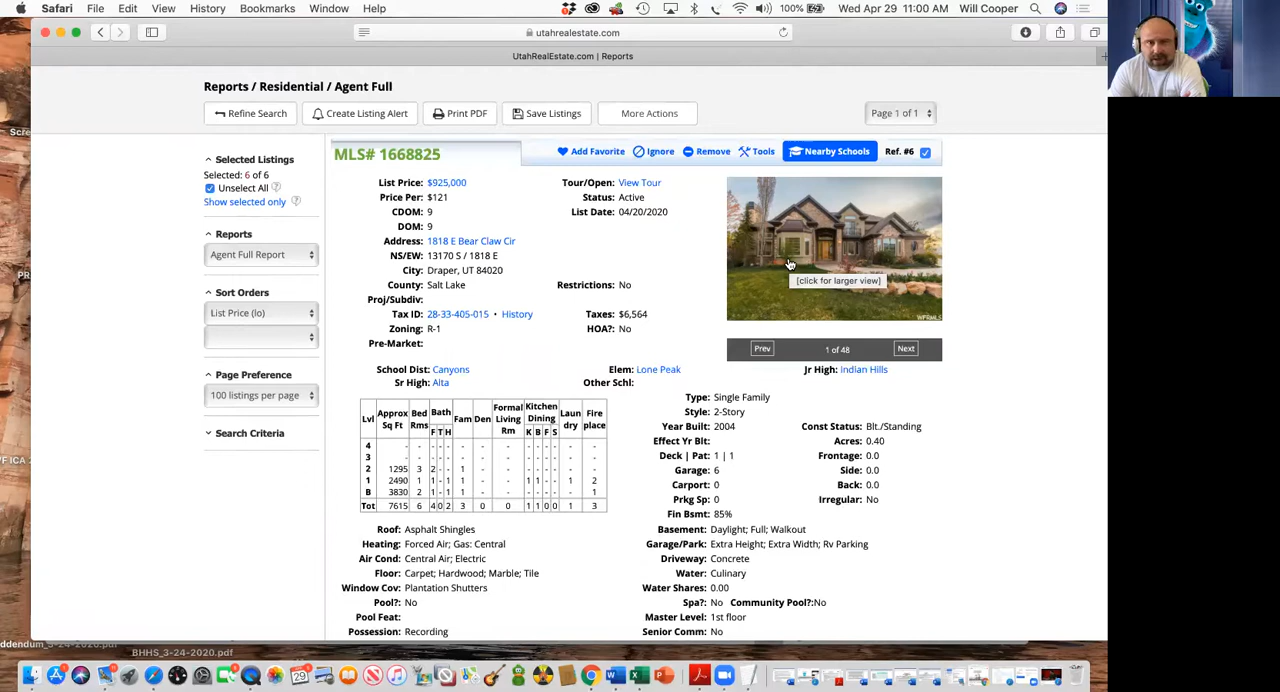 Safari File Edit View History Bookmarks Window Help 100% Wed Apr 29 11:00 AM Will Cooper
utahrealestate.com
UtahRealEstate.com | Reports
Reports / Residential / Agent Full
Refine Search Create Listing Alert Print PDF Save Listings More Actions Page 1 of 1
Selected Listings
Selected: 6 of 6
Unselect All
Show selected only
Reports
Agent Full Report
Sort Orders
List Price (lo)
Page Preference
100 listings per page
Search Criteria
MLS# 1668825 Add Favorite Ignore Remove Tools Nearby Schools Ref. #6
List Price: $925,000 Tour/Open: View Tour
Price Per: $121 Status: Active
CDOM: 9 List Date: 04/20/2020
DOM: 9
Address: 1818 E Bear Claw Cir
NS/EW: 13170 S / 1818 E
City: Draper, UT 84020
County: Salt Lake Restrictions: No
Proj/Subdiv:
Tax ID: 28-33-405-015 • History Taxes: $6,564
Zoning: R-1 HOA?: No
Pre-Market:
[click for larger view]
WFRMLS
Prev 1 of 48 Next
School Dist: Canyons Elem: Lone Peak Jr High: Indian Hills
Sr High: Alta Other Schl:
Lvl Approx Sq Ft Bed Rms Bath F T H Fam Den Formal Living Rm Kitchen Dining K B F S Laun dry Fire place
4 - - - - - - - - - - - - - -
3 - - - - - - - - - - - - - -
2 1295 3 2 - - 1 - - - - - - - -
1 2490 1 1 - 1 1 - - 1 1 - - 1 2
B 3830 2 1 - 1 1 - - - - - - - 1
Tot 7615 6 4 0 2 3 0 0 1 1 0 0 1 3
Type: Single Family
Style: 2-Story
Year Built: 2004 Const Status: Blt./Standing
Effect Yr Blt: Acres: 0.40
Deck | Pat: 1 | 1 Frontage: 0.0
Garage: 6 Side: 0.0
Carport: 0 Back: 0.0
Prkg Sp: 0 Irregular: No
Fin Bsmt: 85%
Roof: Asphalt Shingles Basement: Daylight; Full; Walkout
Heating: Forced Air; Gas: Central Garage/Park: Extra Height; Extra Width; Rv Parking
Air Cond: Central Air; Electric Driveway: Concrete
Floor: Carpet; Hardwood; Marble; Tile Water: Culinary
Window Cov: Plantation Shutters Water Shares: 0.00
Pool?: No Spa?: No Community Pool?:No
Pool Feat: Master Level: 1st floor
Possession: Recording Senior Comm: No
ddendum_3-24-2020.pdf
BHHS_3-24-2020.pdf